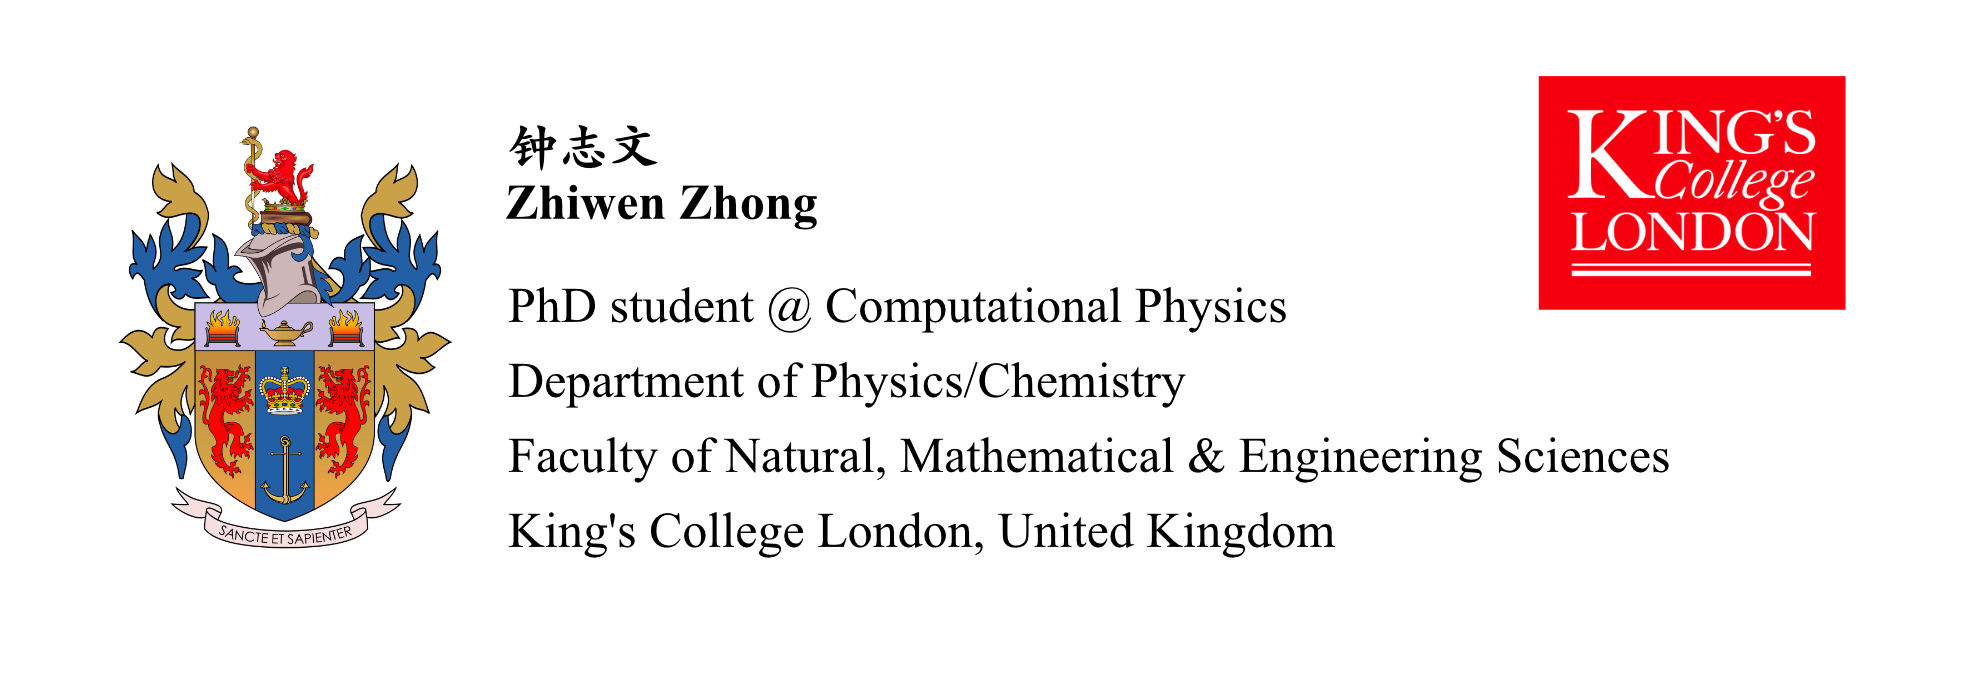 钟志文
Zhiwen Zhong
PhD student @ Computational Physics
Department of Physics/Chemistry
Faculty of Natural, Mathematical & Engineering Sciences
King's College London, United Kingdom
SANCTE ET SAPIENTER
KING'S
College
LONDON